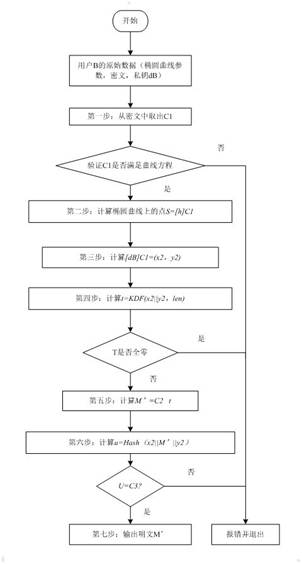 开始
用户B的原始数据（椭圆曲线参
数，密文，私钥dB）
第一步：从密文中取出C1
否
验证C1是否满足曲线方程
是
第二步：计算椭圆曲线上的点S=[h]C1
第三步：计算[dB]C1=(x2，y2)
第四步：计算t=KDF(x2||y2，len)
是
T是否全零
否
第五步：计算M’=C2 t
第六步：计算u=Hash（x2||M’||y2）
否
U=C3?
是
第七步：输出明文M’
报错并退出